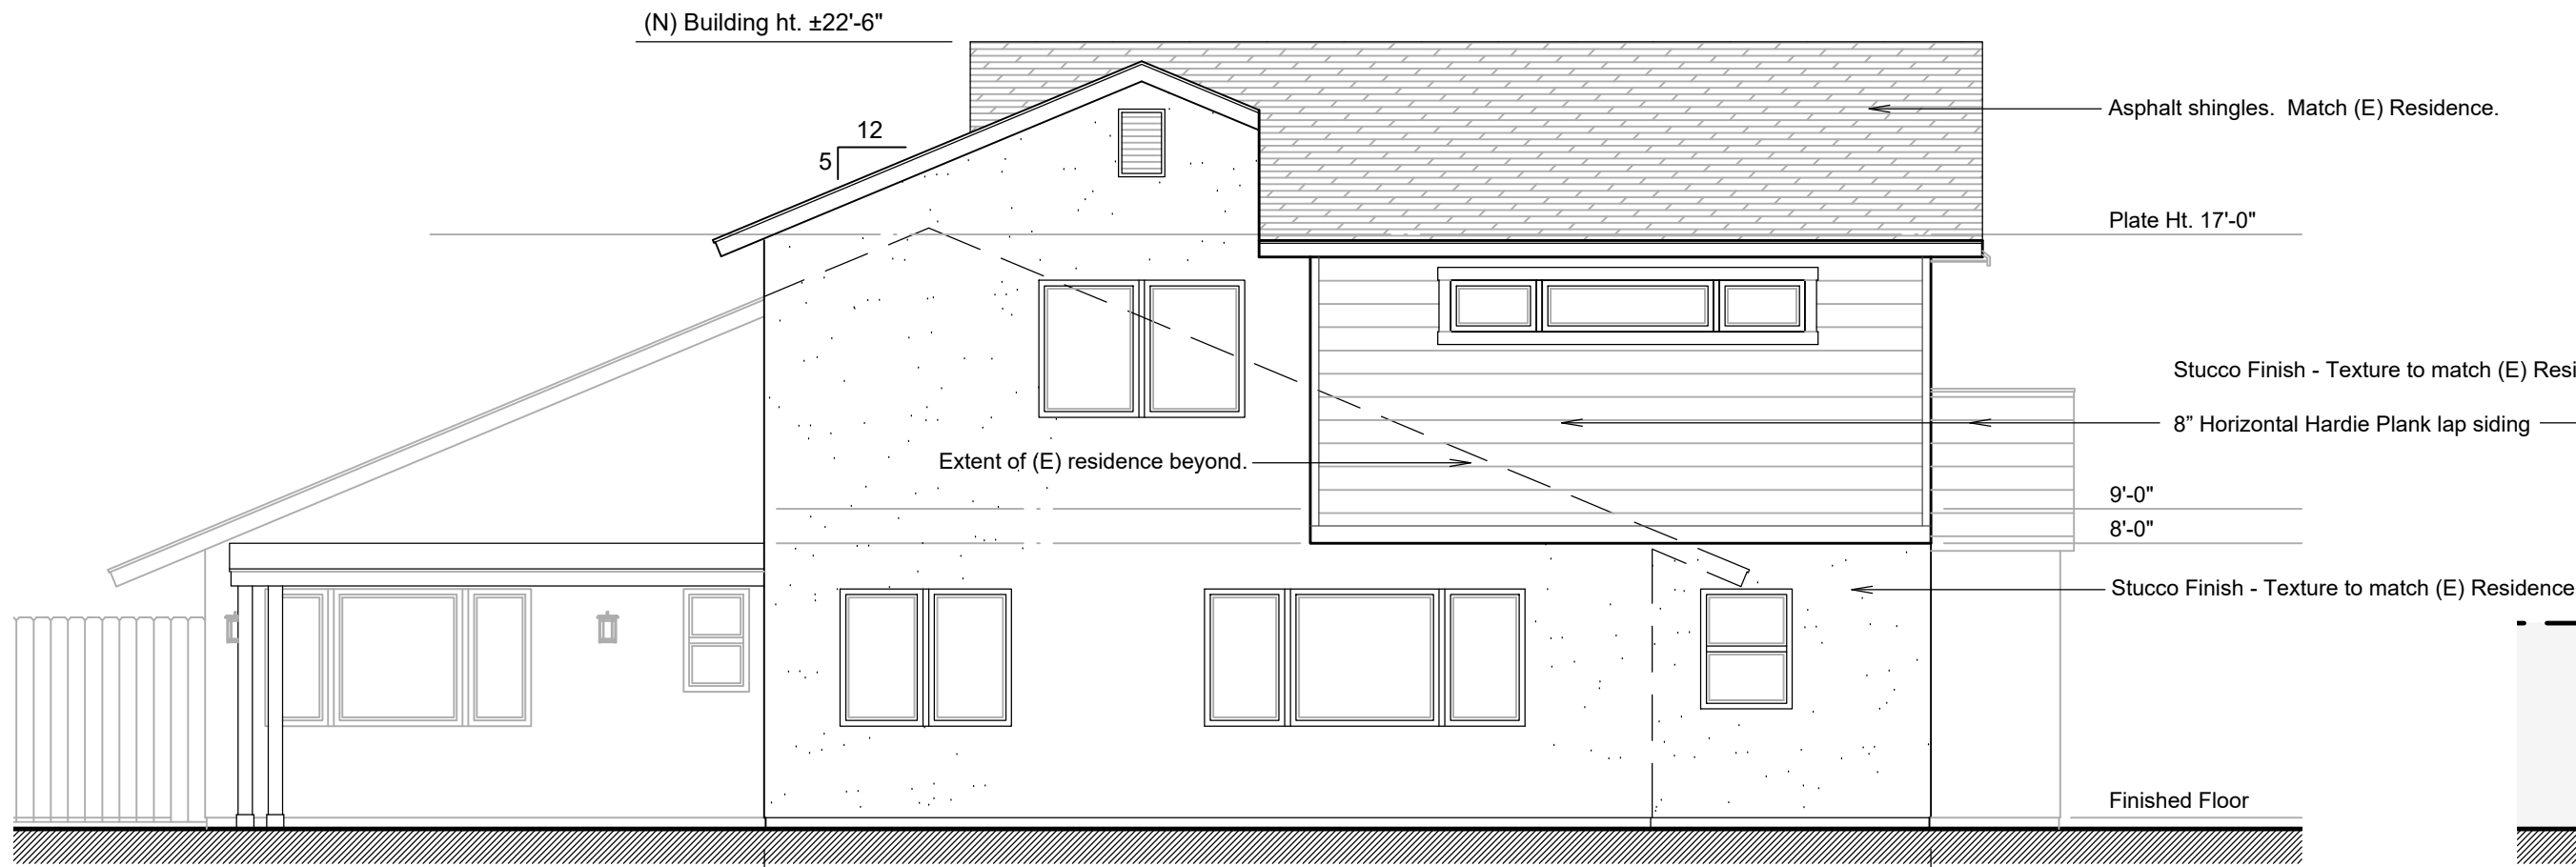 (N) Building ht. ±22'-6"
12
5
Asphalt shingles.  Match (E) Residence.
Plate Ht. 17'-0"
Stucco Finish - Texture to match (E) Resi
8” Horizontal Hardie Plank lap siding
Extent of (E) residence beyond.
9'-0"
8'-0"
Stucco Finish - Texture to match (E) Residence
Finished Floor